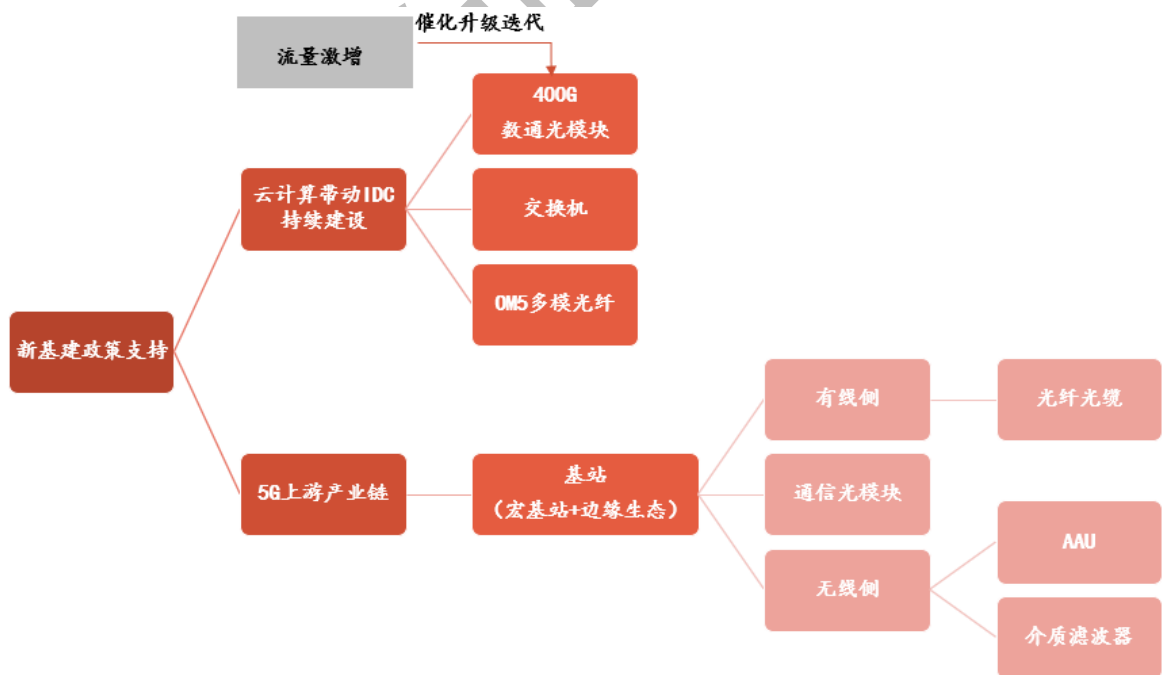 催化升级迭代
流量激增
400G
数通光模块
云计算带动IDC
持续建设
交换机
OM5多模光纤
新基建政策支持
有线侧
光纤光缆
5G上游产业链
基站
（宏基站+边缘生态）
通信光模块
AAU
无线侧
介质滤波器